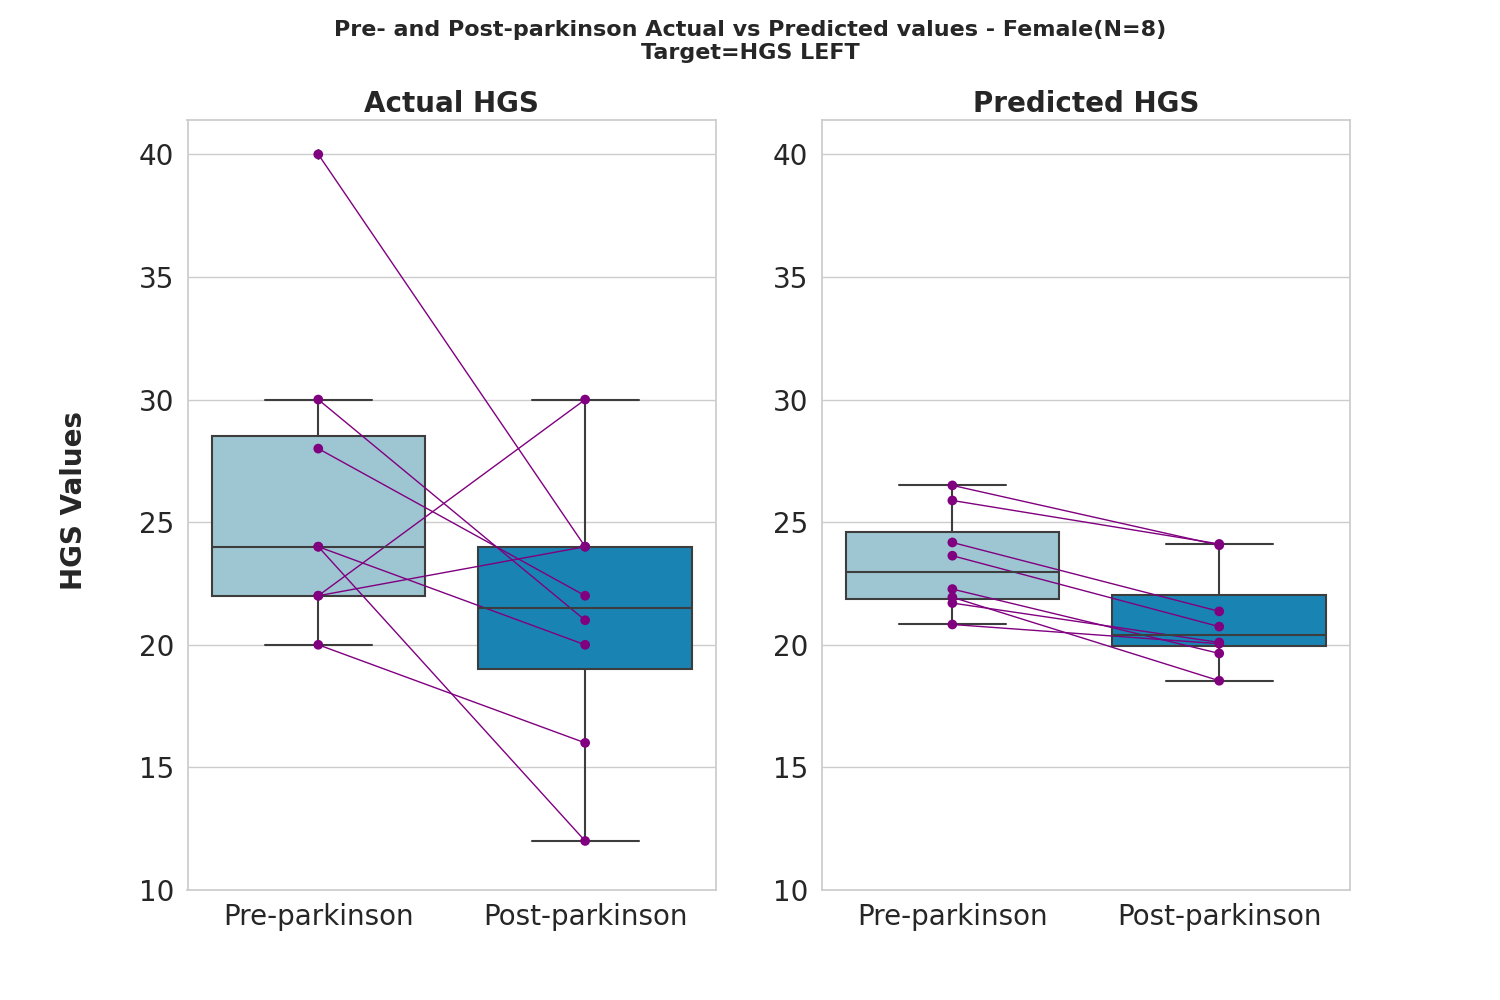 Pre- and Post-parkinson Actual vs Predicted values - Female(N=8)
Target=HGS LEFT
Actual HGS
Predicted HGS
HGS Values
40
35
30
25
20
15
10
40
35
30
25
20
15
10
Pre-parkinson
Post-parkinson
Pre-parkinson
Post-parkinson